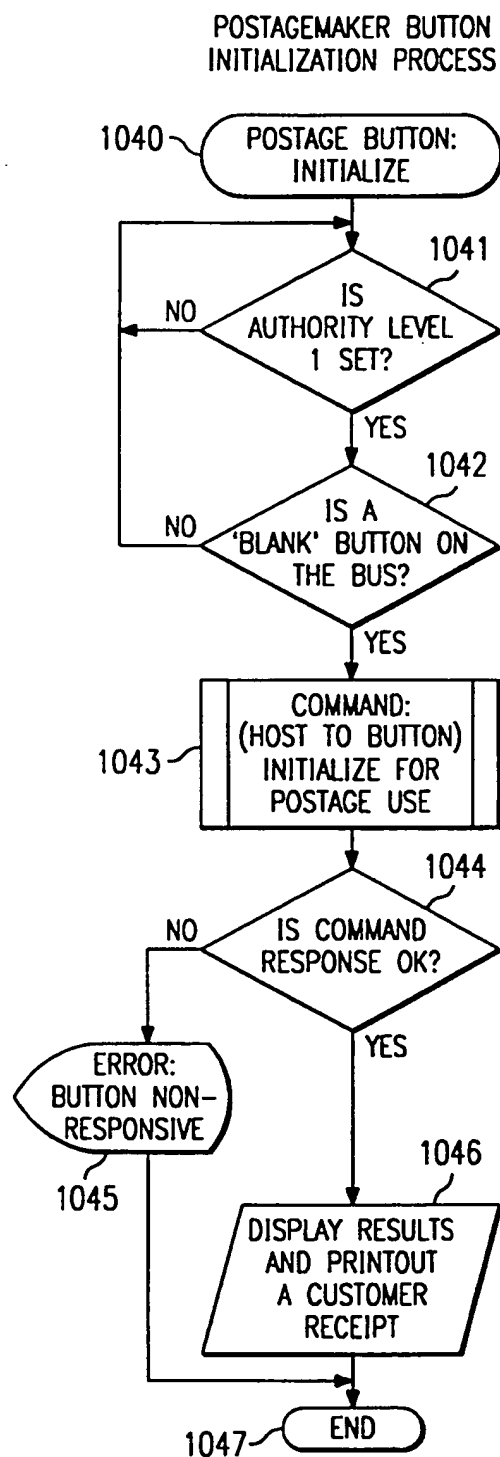 POSTAGEMAKER BUTTON
INITIALIZATION PROCESS
1040
POSTAGE BUTTON:
INITIALIZE
1041
IS
AUTHORITY LEVEL
1 SET?
NO
YES
1042
IS A
'BLANK' BUTTON ON
THE BUS?
NO
YES
COMMAND:
(HOST TO BUTTON)
INITIALIZE FOR
POSTAGE USE
1043
1044
IS COMMAND
RESPONSE OK?
NO
YES
ERROR:
BUTTON NON-
RESPONSIVE
1045
1046
DISPLAY RESULTS
AND PRINTOUT
A CUSTOMER
RECEIPT
END
1047